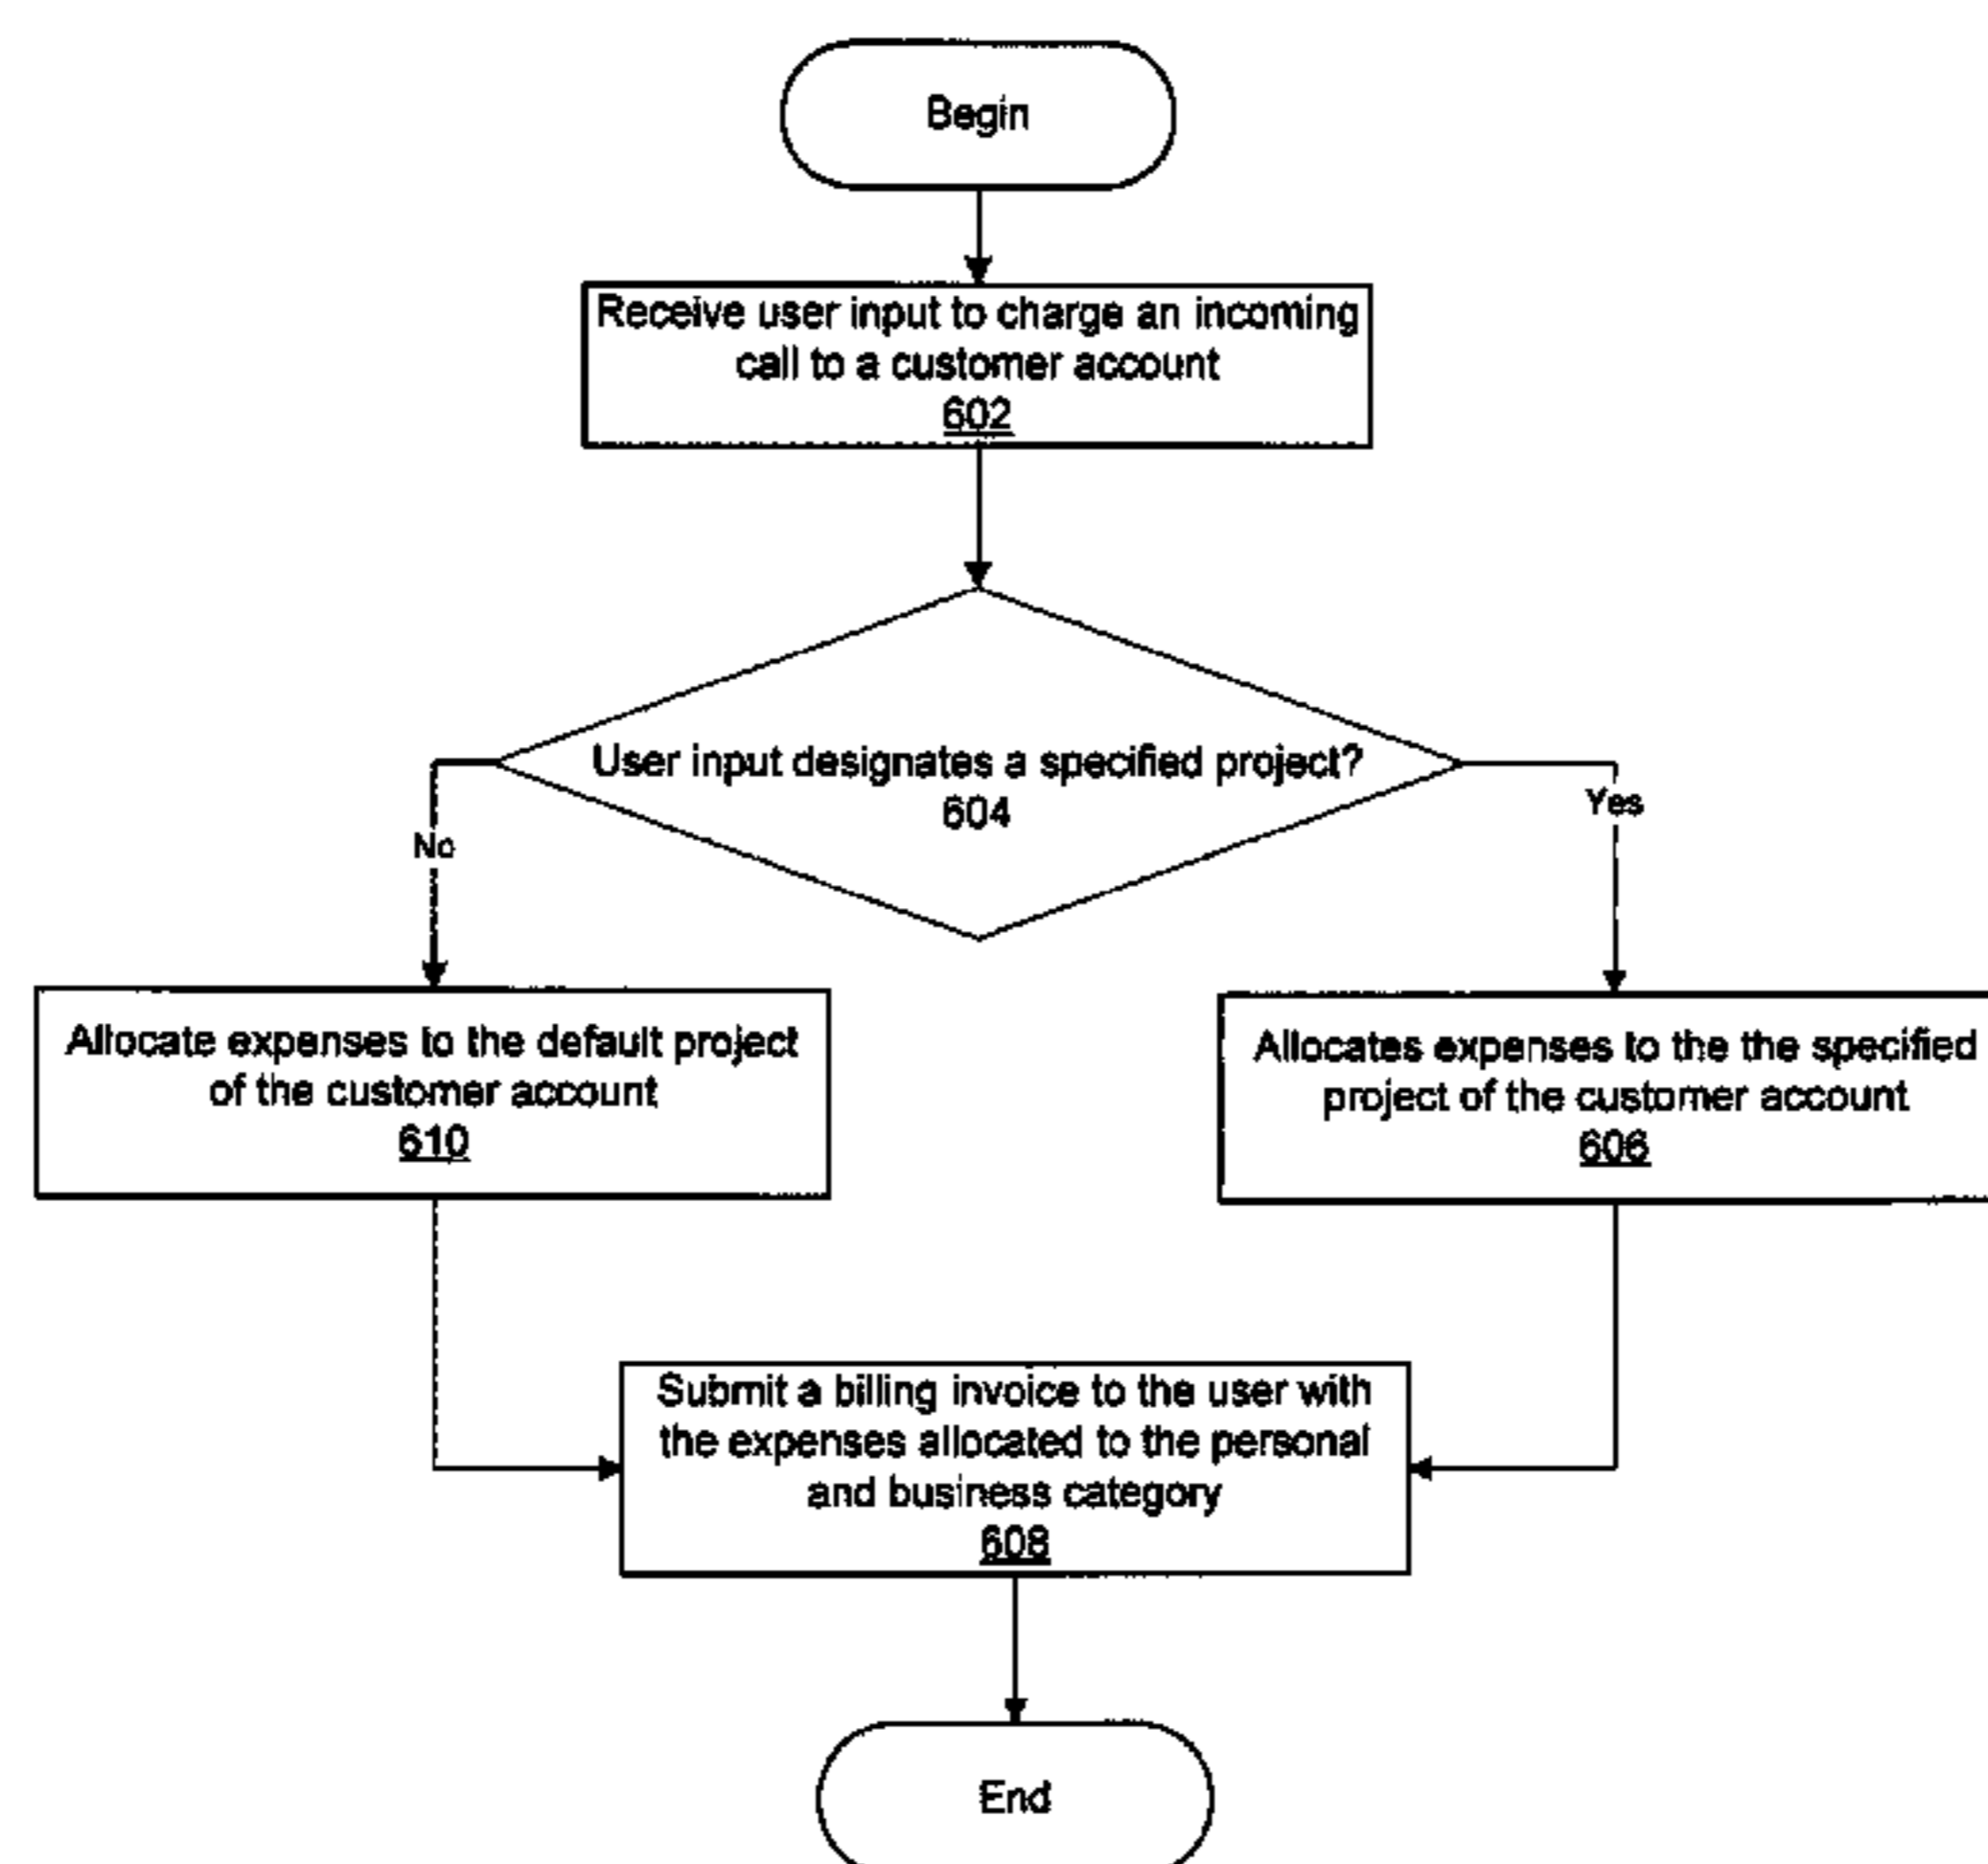 Begin
Receive user input to charge an incoming
call to a customer account
602
User input designates a specified project?
604
No
Yes
Allocate expenses to the default project
of the customer account
610
Allocates expenses to the the specified
project of the customer account
606
Submit a billing invoice to the user with
the expenses allocated to the personal
and business category
608
End